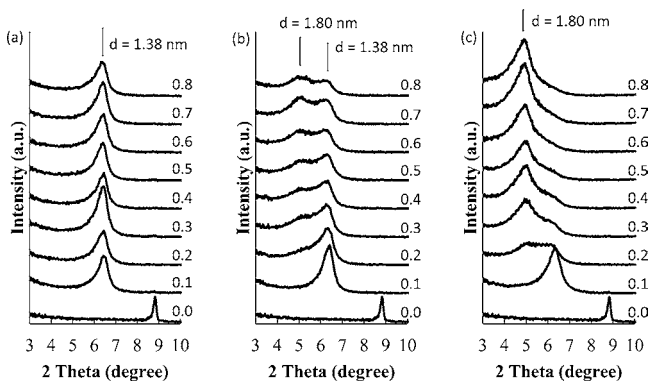 (a)
d = 1.38 nm
0.8
0.7
0.6
0.5
0.4
0.3
0.2
0.1
0.0
Intensity (a.u.)
3 4 5 6 7 8 9 10
2 Theta (degree)
(b)
d = 1.80 nm
d = 1.38 nm
0.8
0.7
0.6
0.5
0.4
0.3
0.2
0.1
0.0
Intensity (a.u.)
3 4 5 6 7 8 9 10
2 Theta (degree)
(c)
d = 1.80 nm
0.8
0.7
0.6
0.5
0.4
0.3
0.2
0.1
0.0
Intensity (a.u.)
3 4 5 6 7 8 9 10
2 Theta (degree)